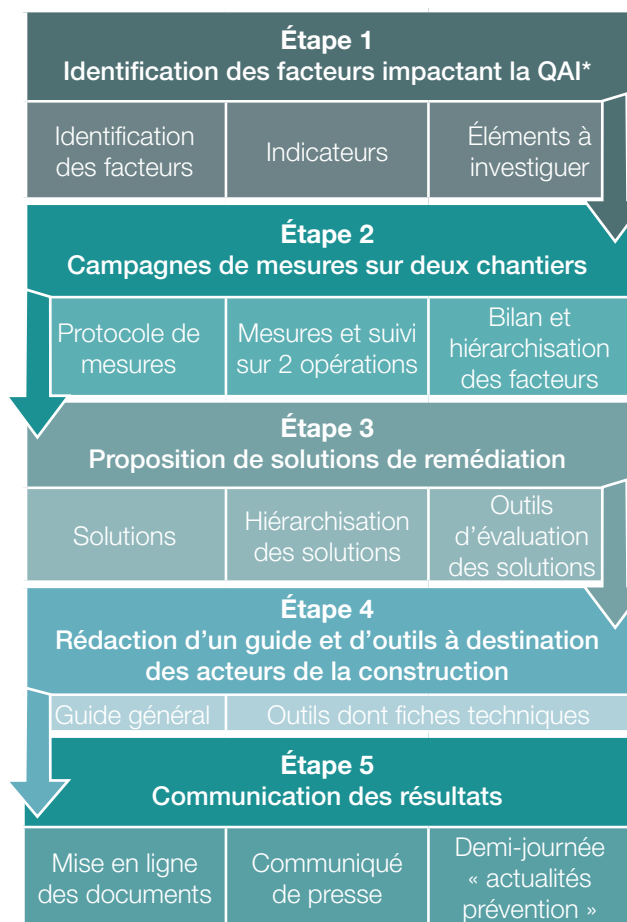 Étape 1
Identification des facteurs impactant la QAI*
Identification
des facteurs
Indicateurs
Éléments à
investiguer
Étape 2
Campagnes de mesures sur deux chantiers
Protocole de
mesures
Mesures et suivi
sur 2 opérations
Bilan et
hiérarchisation
des facteurs
Étape 3
Proposition de solutions de remédiation
Solutions
Hiérarchisation
des solutions
Outils
d’évaluation
des solutions
Étape 4
Rédaction d’un guide et d’outils à destination
des acteurs de la construction
Guide général
Outils dont fiches techniques
Étape 5
Communication des résultats
Mise en ligne
des documents
Communiqué
de presse
Demi-journée
« actualités
prévention »